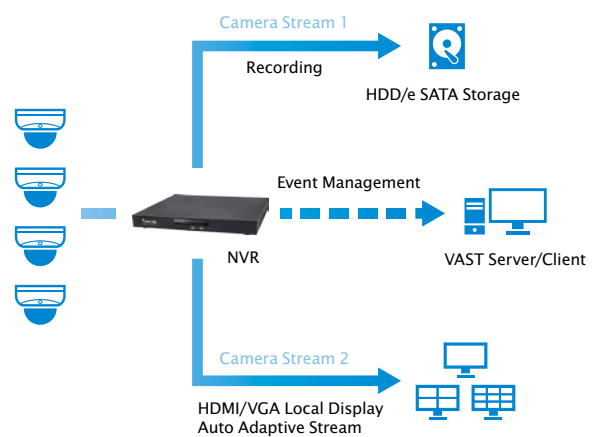 Camera Stream 1
Recording
HDD/e SATA Storage
Event Management
NVR
VAST Server/Client
Camera Stream 2
HDMI/VGA Local Display
Auto Adaptive Stream